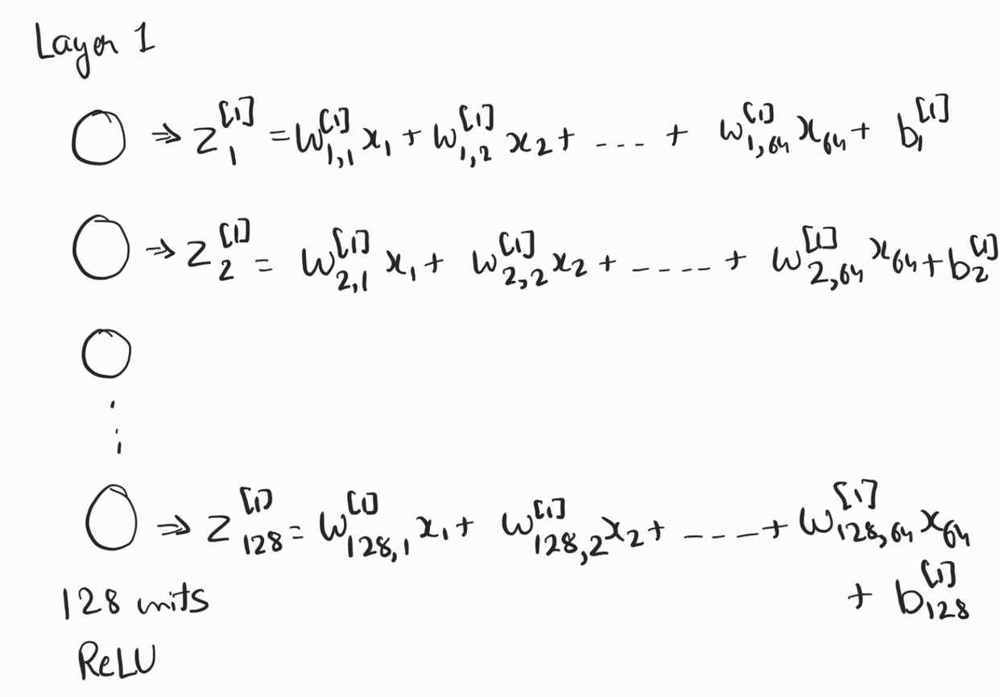 Layer 1
⇒ z₁^[1] = w₁,₁^[1] x₁ + w₁,₂^[1] x₂ + --- + w₁,₆₄^[1] x₆₄ + b₁^[1]
⇒ z₂^[1] = w₂,₁^[1] x₁ + w₂,₂^[1] x₂ + ----- + w₂,₆₄^[1] x₆₄ + b₂^[1]
⇒ z₁₂₈^[1] = w₁₂₈,₁^[1] x₁ + w₁₂₈,₂^[1] x₂ + ---- + w₁₂₈,₆₄^[1] x₆₄
+ b₁₂₈^[1]
128 units
ReLU